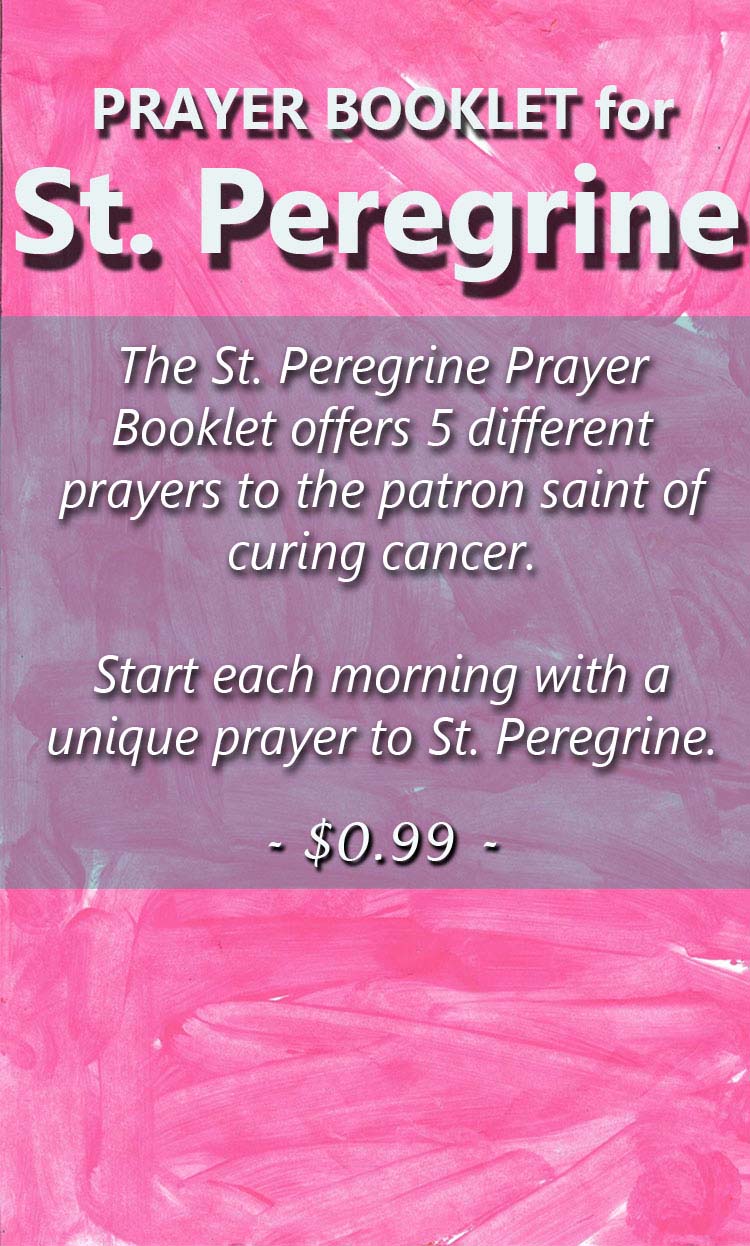 PRAYER BOOKLET for
St. Peregrine
The St. Peregrine Prayer
Booklet offers 5 different
prayers to the patron saint of
curing cancer.
Start each morning with a
unique prayer to St. Peregrine.
- $0.99 -